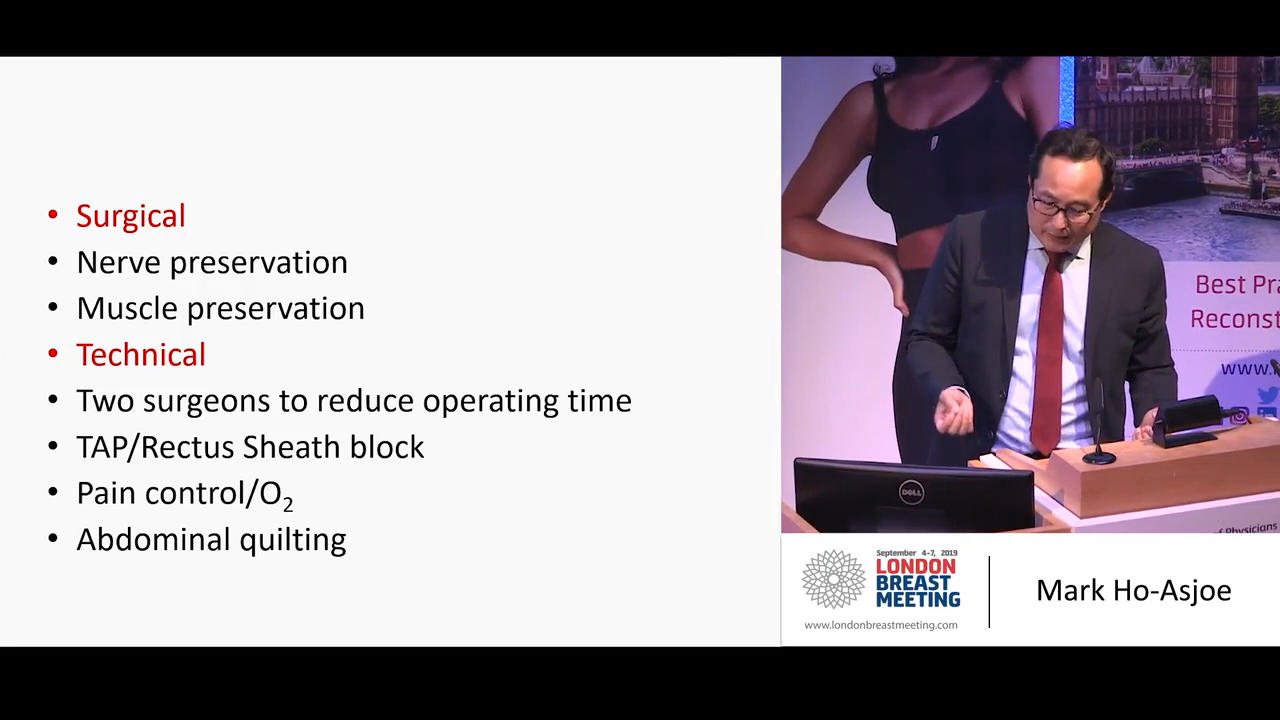 • Surgical
• Nerve preservation
• Muscle preservation
• Technical
• Two surgeons to reduce operating time
• TAP/Rectus Sheath block
• Pain control/O₂
• Abdominal quilting
Best Pra
Reconst
www.
DELL
of Physicians
September 4-7, 2019
LONDON
BREAST
MEETING
www.londonbreastmeeting.com
Mark Ho-Asjoe